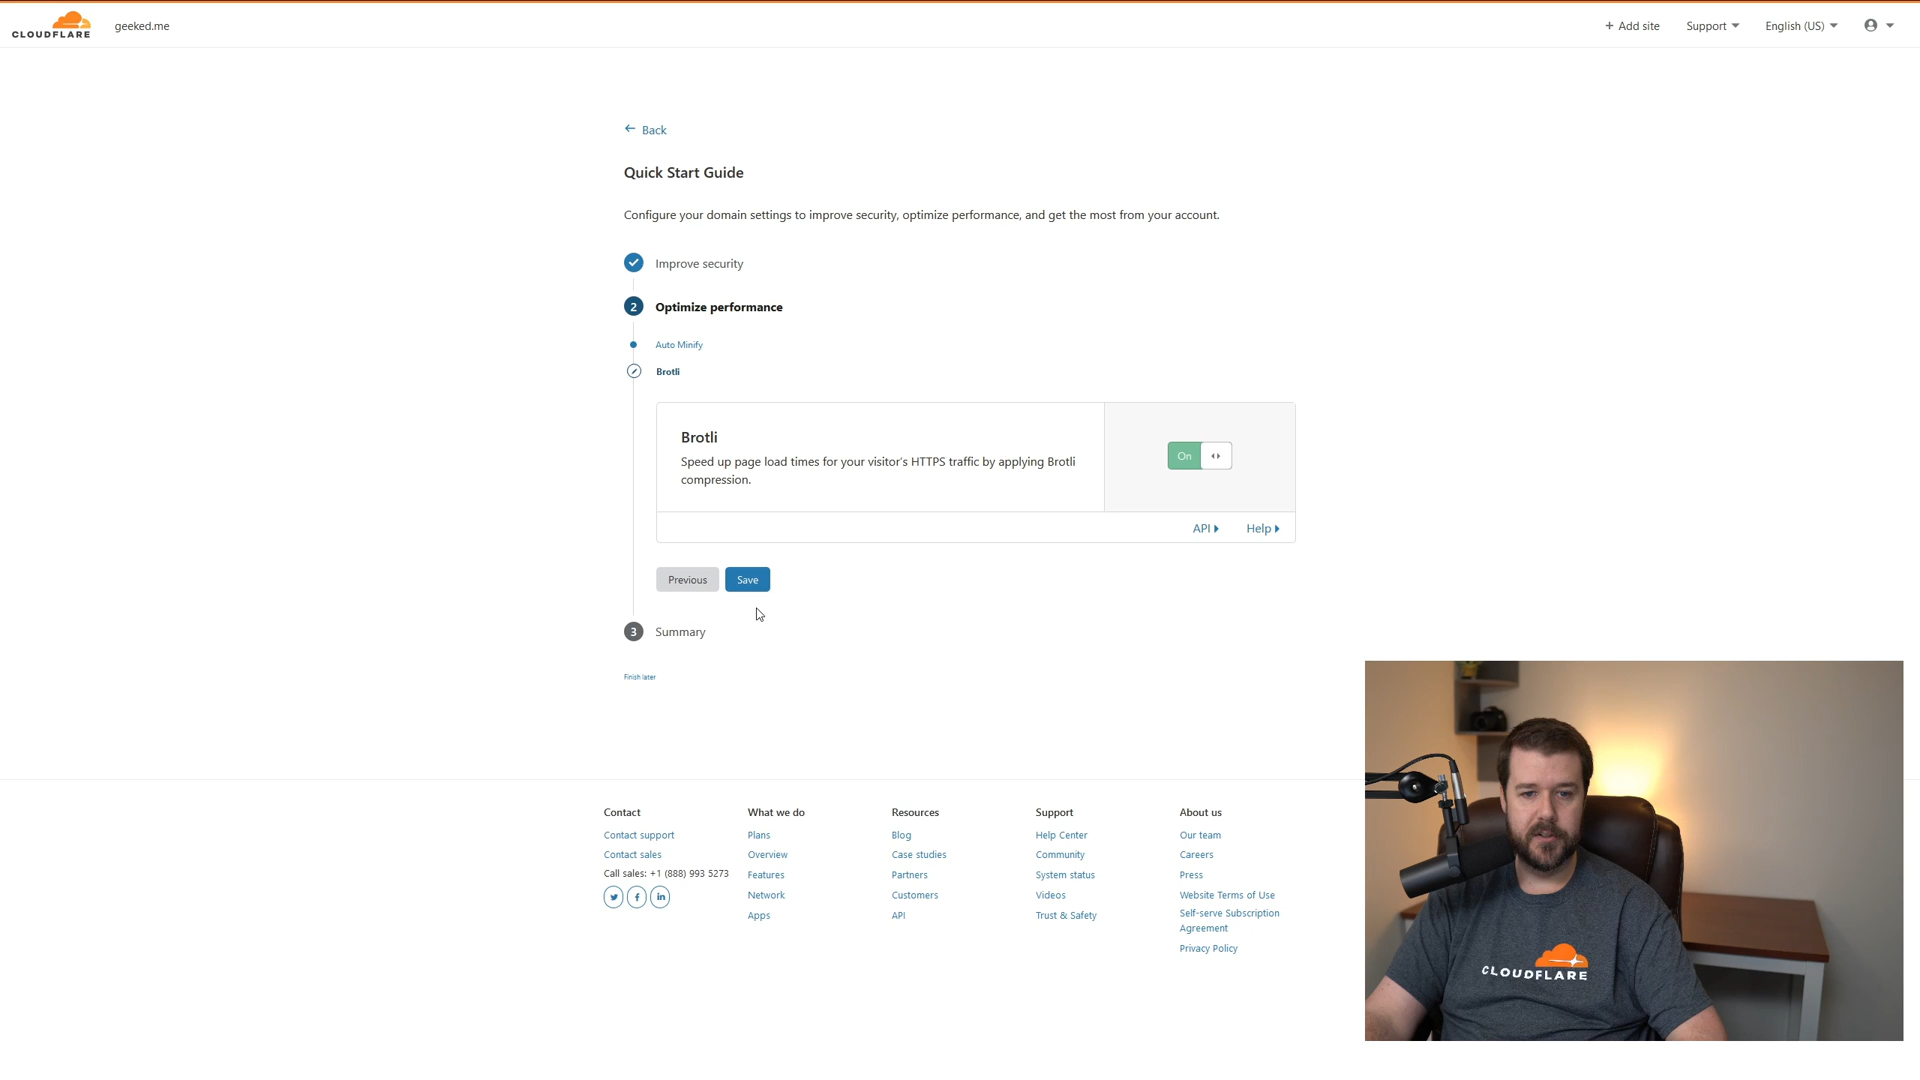 CLOUDFLARE
geeked.me
+ Add site
Support
English (US)
← Back
Quick Start Guide
Configure your domain settings to improve security, optimize performance, and get the most from your account.
Improve security
2 Optimize performance
Auto Minify
Brotli
Brotli
Speed up page load times for your visitor's HTTPS traffic by applying Brotli
compression.
On
API
Help
Previous
Save
3 Summary
Finish later
Contact
Contact support
Contact sales
Call sales: +1 (888) 993 5273
What we do
Plans
Overview
Features
Network
Apps
Resources
Blog
Case studies
Partners
Customers
API
Support
Help Center
Community
System status
Videos
Trust & Safety
About us
Our team
Careers
Press
Website Terms of Use
Self-serve Subscription
Agreement
Privacy Policy
CLOUDFLARE